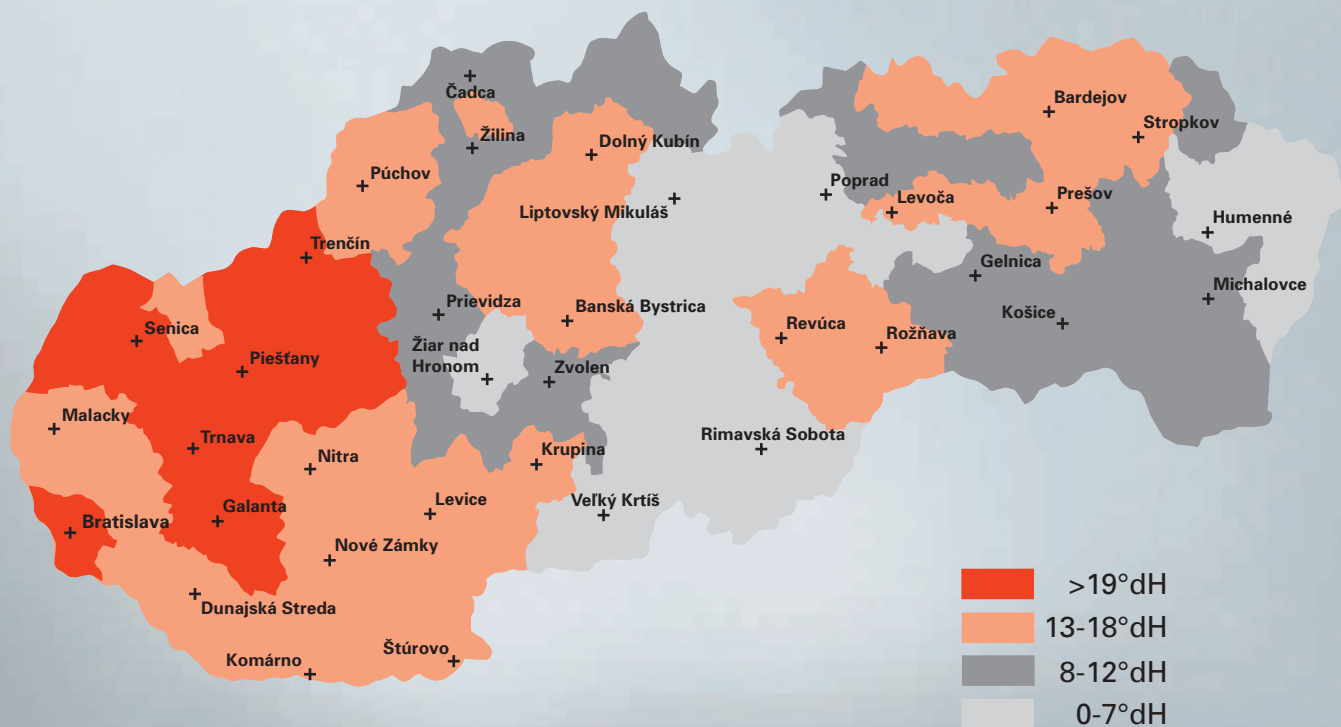 Čadca
Žilina
Dolný Kubín
Púchov
Liptovský Mikuláš
Poprad
Levoča
Bardejov
Stropkov
Prešov
Humenné
Trenčín
Gelnica
Michalovce
Prievidza
Banská Bystrica
Košice
Senica
Revúca
Rožňava
Piešťany
Žiar nad
Hronom
Zvolen
Malacky
Trnava
Nitra
Krupina
Rimavská Sobota
Levice
Veľký Krtíš
Bratislava
Galanta
Nové Zámky
Dunajská Streda
Štúrovo
Komárno
>19°dH
13-18°dH
8-12°dH
0-7°dH